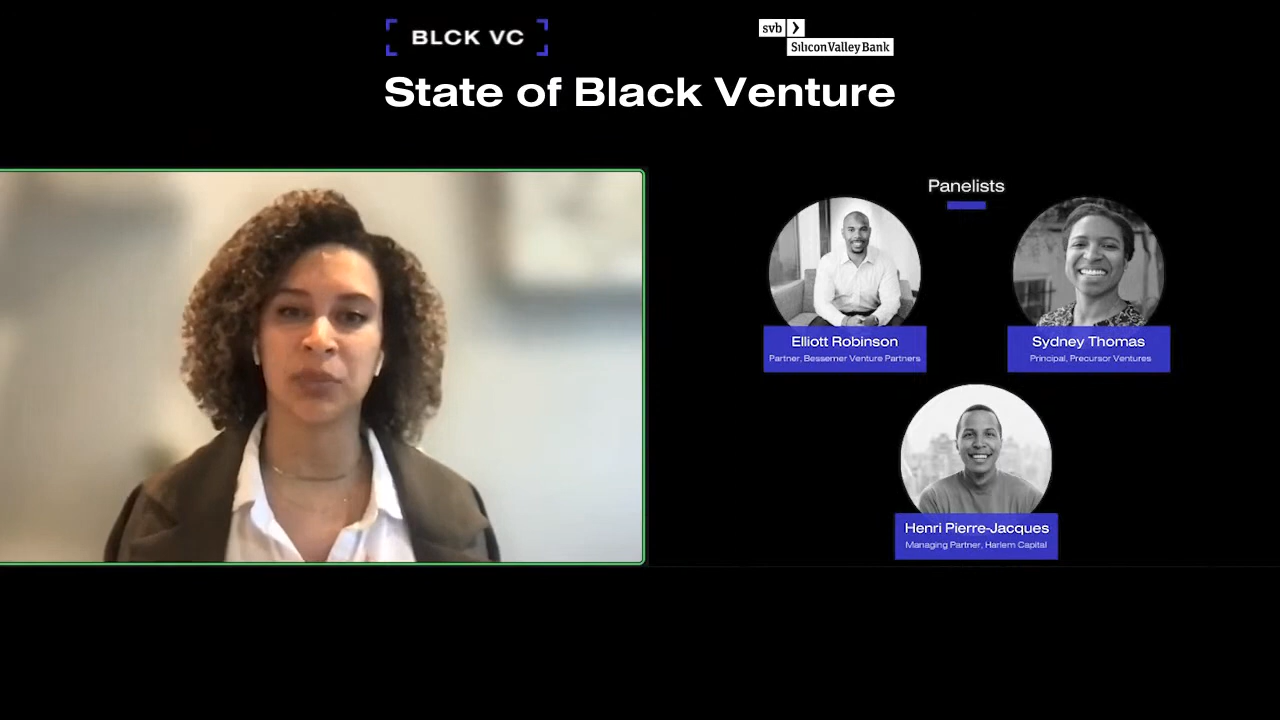 BLCK VC
svb
Silicon Valley Bank
State of Black Venture
Panelists
Elliott Robinson
Partner, Bessemer Venture Partners
Sydney Thomas
Principal, Precursor Ventures
Henri Pierre-Jacques
Managing Partner, Harlem Capital